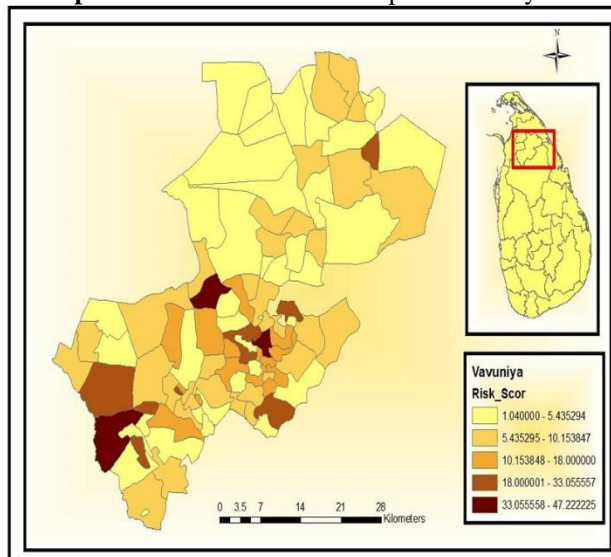 N
Vavuniya
Risk_Scor
1.040000 - 5.435294
5.435295 - 10.153847
10.153848 - 18.000000
18.000001 - 33.055557
33.055558 - 47.222225
0 3.5 7 14 21 28
Kilometers